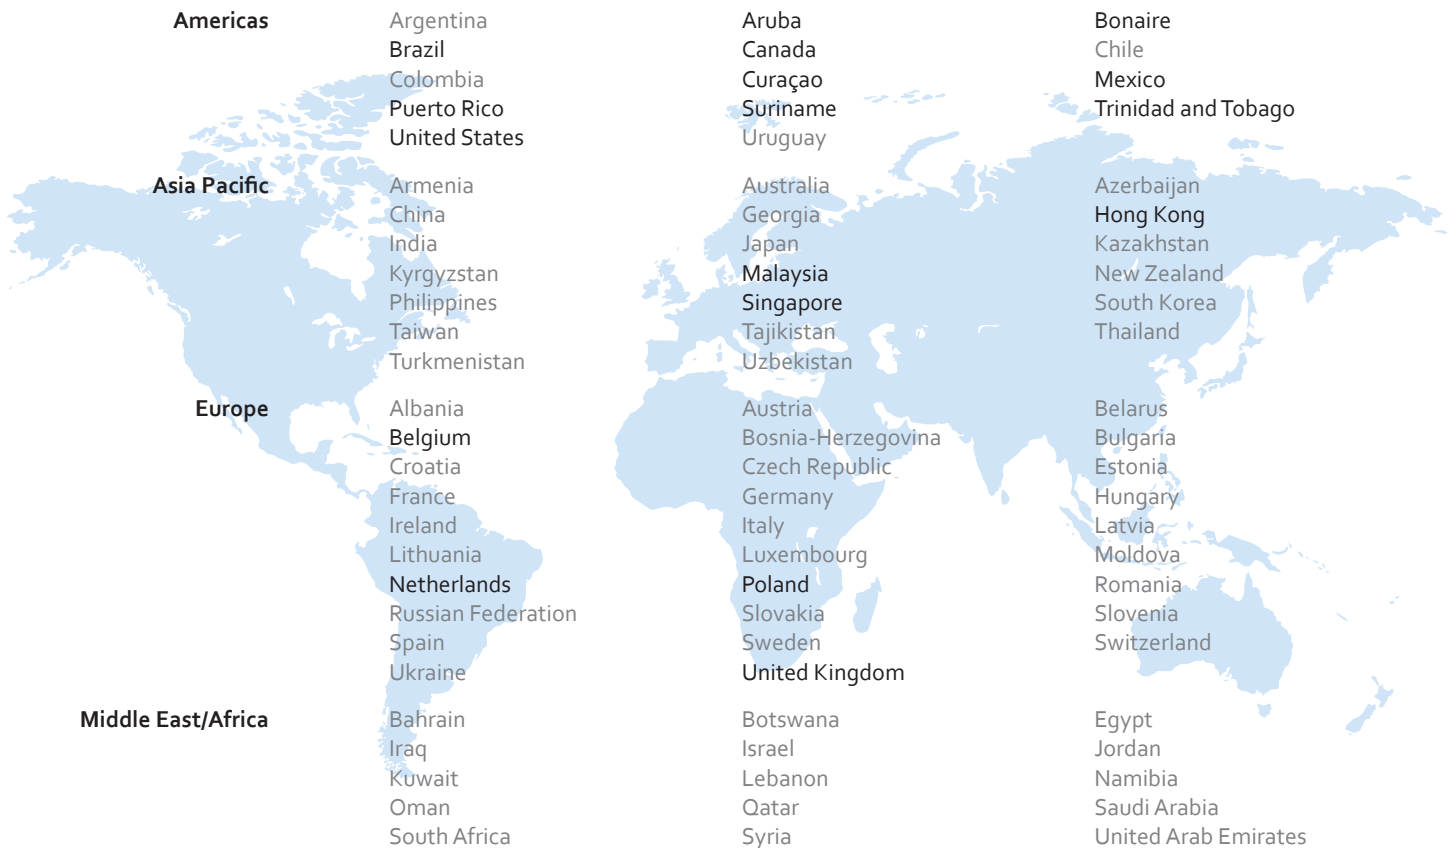 Americas Argentina Aruba Bonaire
Brazil Canada Chile
Colombia Curaçao Mexico
Puerto Rico Suriname Trinidad and Tobago
United States Uruguay
Asia Pacific Armenia Australia Azerbaijan
China Georgia Hong Kong
India Japan Kazakhstan
Kyrgyzstan Malaysia New Zealand
Philippines Singapore South Korea
Taiwan Tajikistan Thailand
Turkmenistan Uzbekistan
Europe Albania Austria Belarus
Belgium Bosnia-Herzegovina Bulgaria
Croatia Czech Republic Estonia
France Germany Hungary
Ireland Italy Latvia
Lithuania Luxembourg Moldova
Netherlands Poland Romania
Russian Federation Slovakia Slovenia
Spain Sweden Switzerland
Ukraine United Kingdom
Middle East/Africa Bahrain Botswana Egypt
Iraq Israel Jordan
Kuwait Lebanon Namibia
Oman Qatar Saudi Arabia
South Africa Syria United Arab Emirates